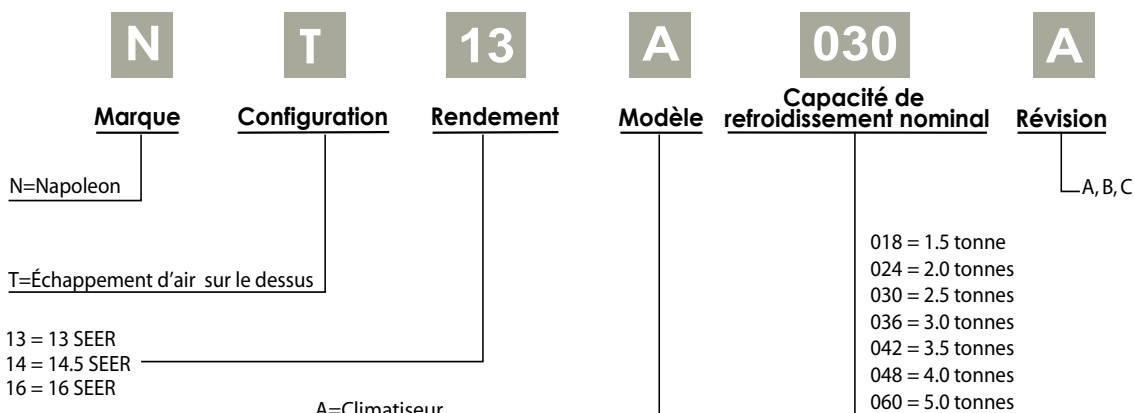 N T 13 A 030 A
Marque Configuration Rendement Modèle Capacité de refroidissement nominal Révision
N=Napoleon
A, B, C
T=Échappement d'air sur le dessus
13 = 13 SEER
14 = 14.5 SEER
16 = 16 SEER
A=Climatiseur
018 = 1.5 tonne
024 = 2.0 tonnes
030 = 2.5 tonnes
036 = 3.0 tonnes
042 = 3.5 tonnes
048 = 4.0 tonnes
060 = 5.0 tonnes